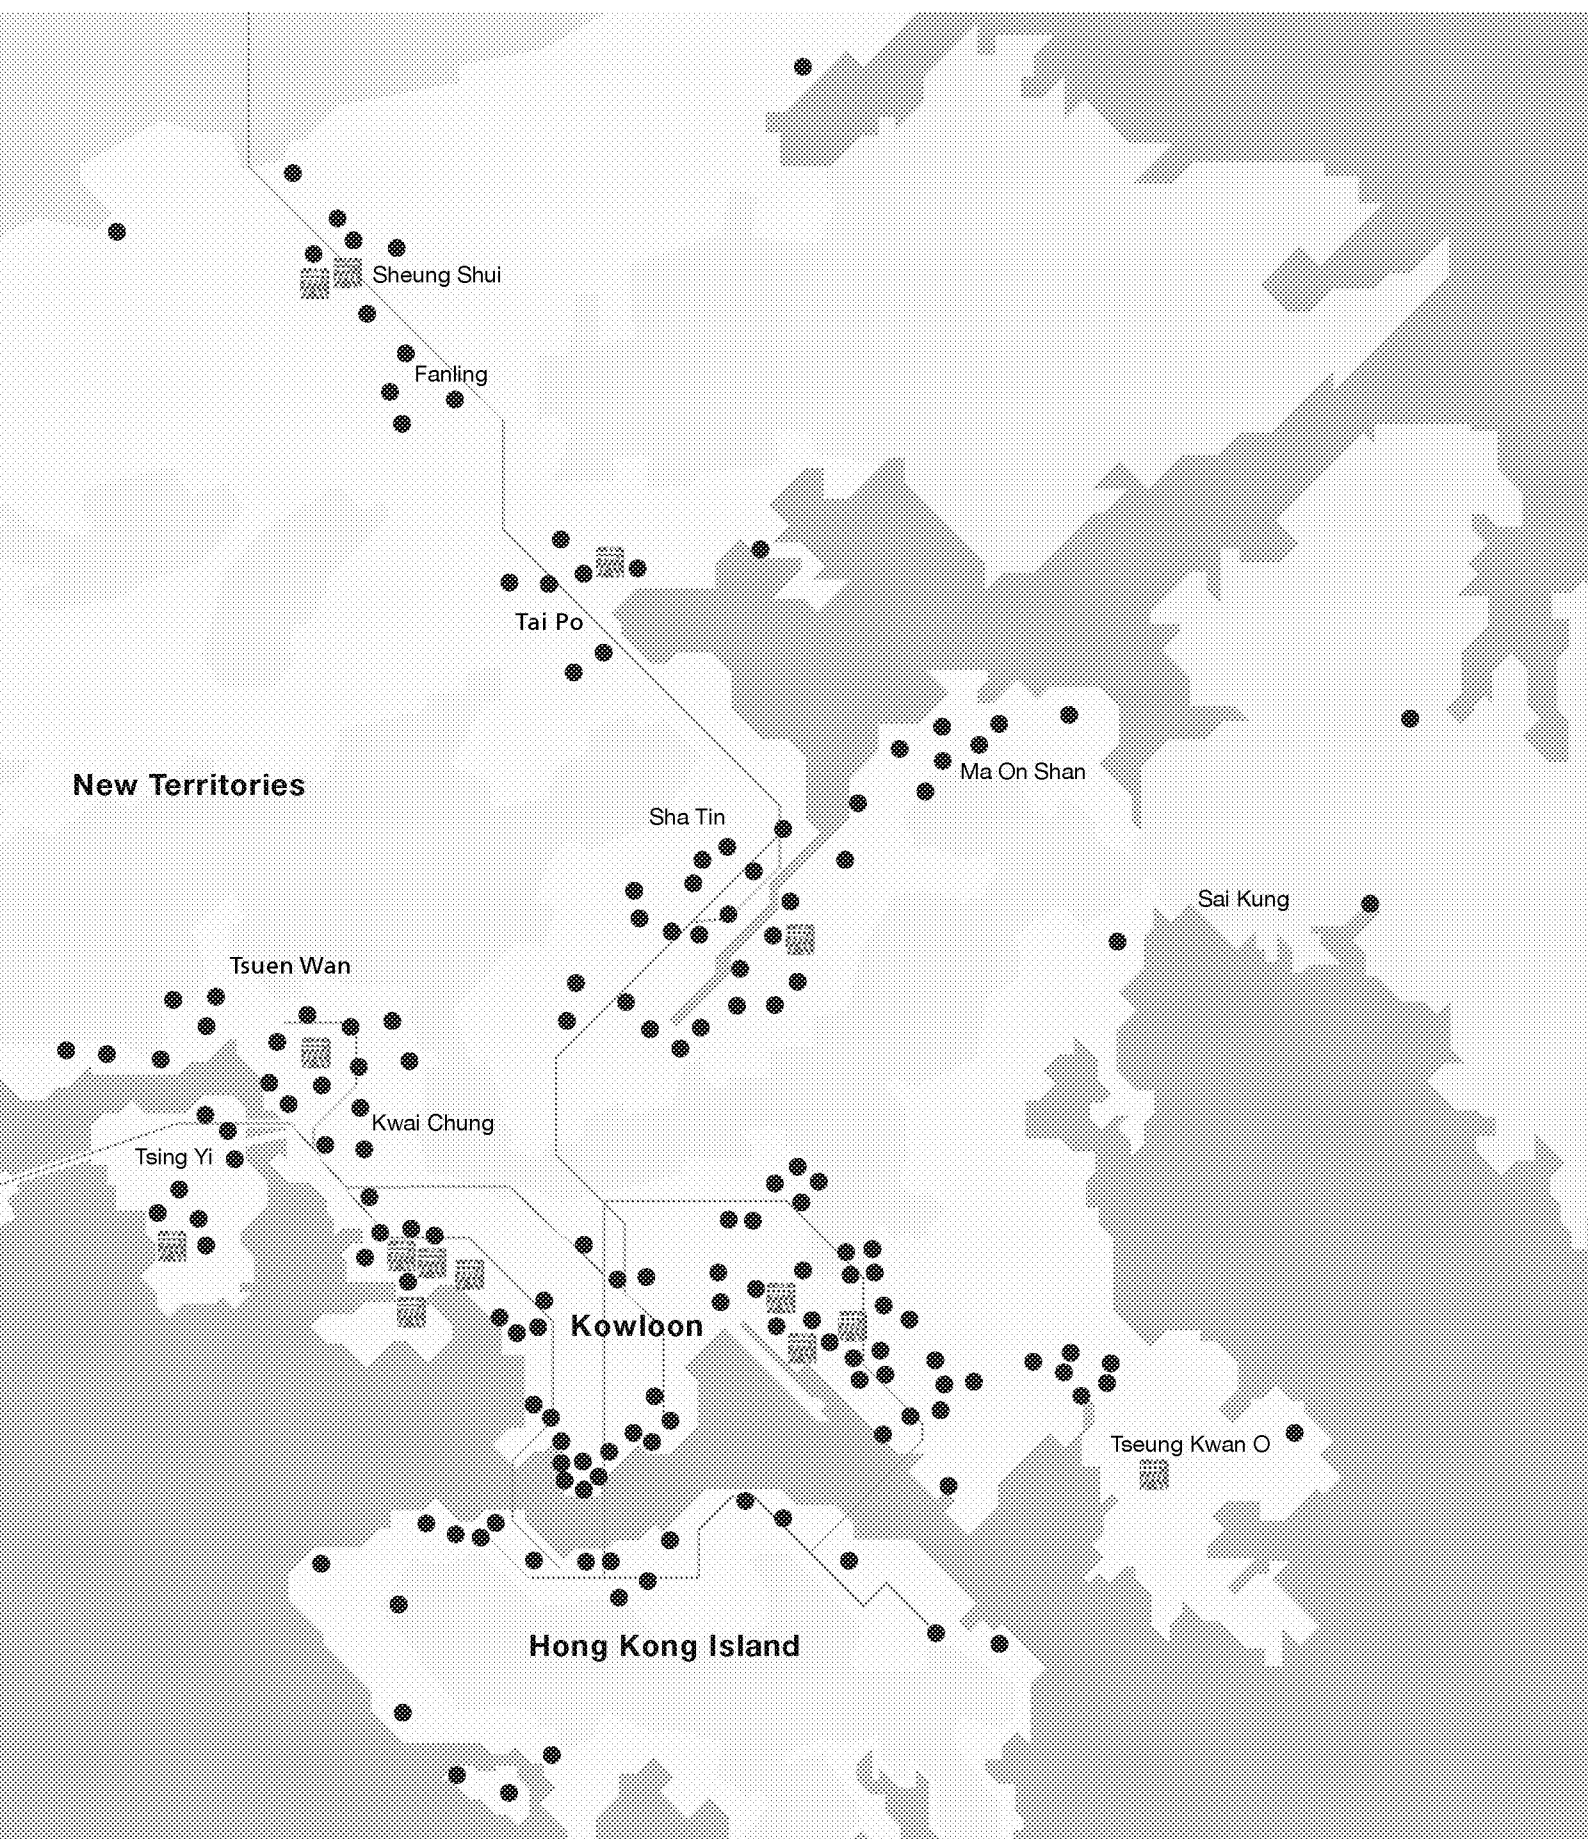 Sheung Shui
Fanling
Tai Po
Ma On Shan
New Territories
Sha Tin
Sai Kung
Tsuen Wan
Kwai Chung
Tsing Yi
Kowloon
Tseung Kwan O
Hong Kong Island